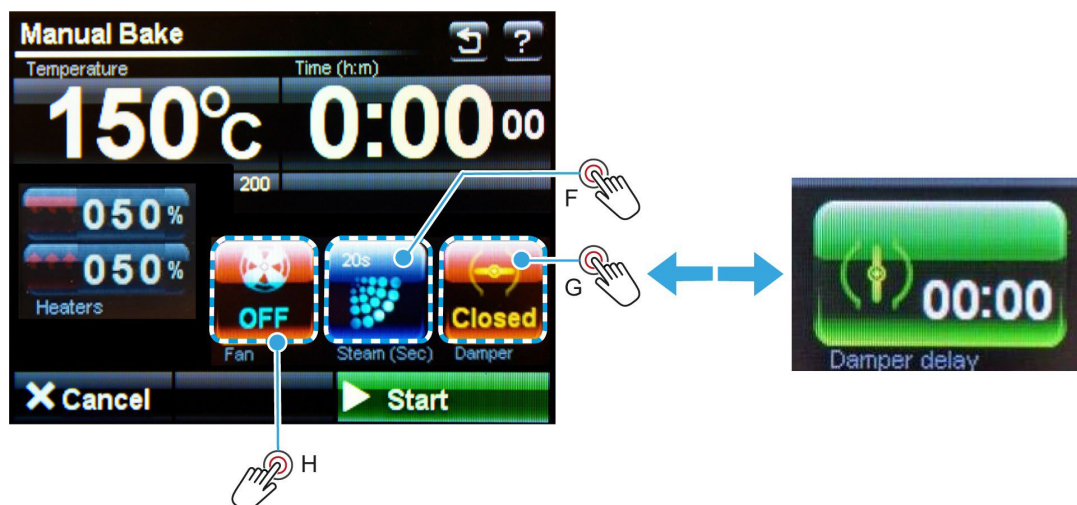 Manual Bake
?
Temperature
Time (h:m)
150°C
0:00 00
200
F
050 %
20s
G
00:00
050 %
OFF
Closed
Heaters
Fan
Steam (Sec)
Damper
Damper delay
Cancel
Start
H